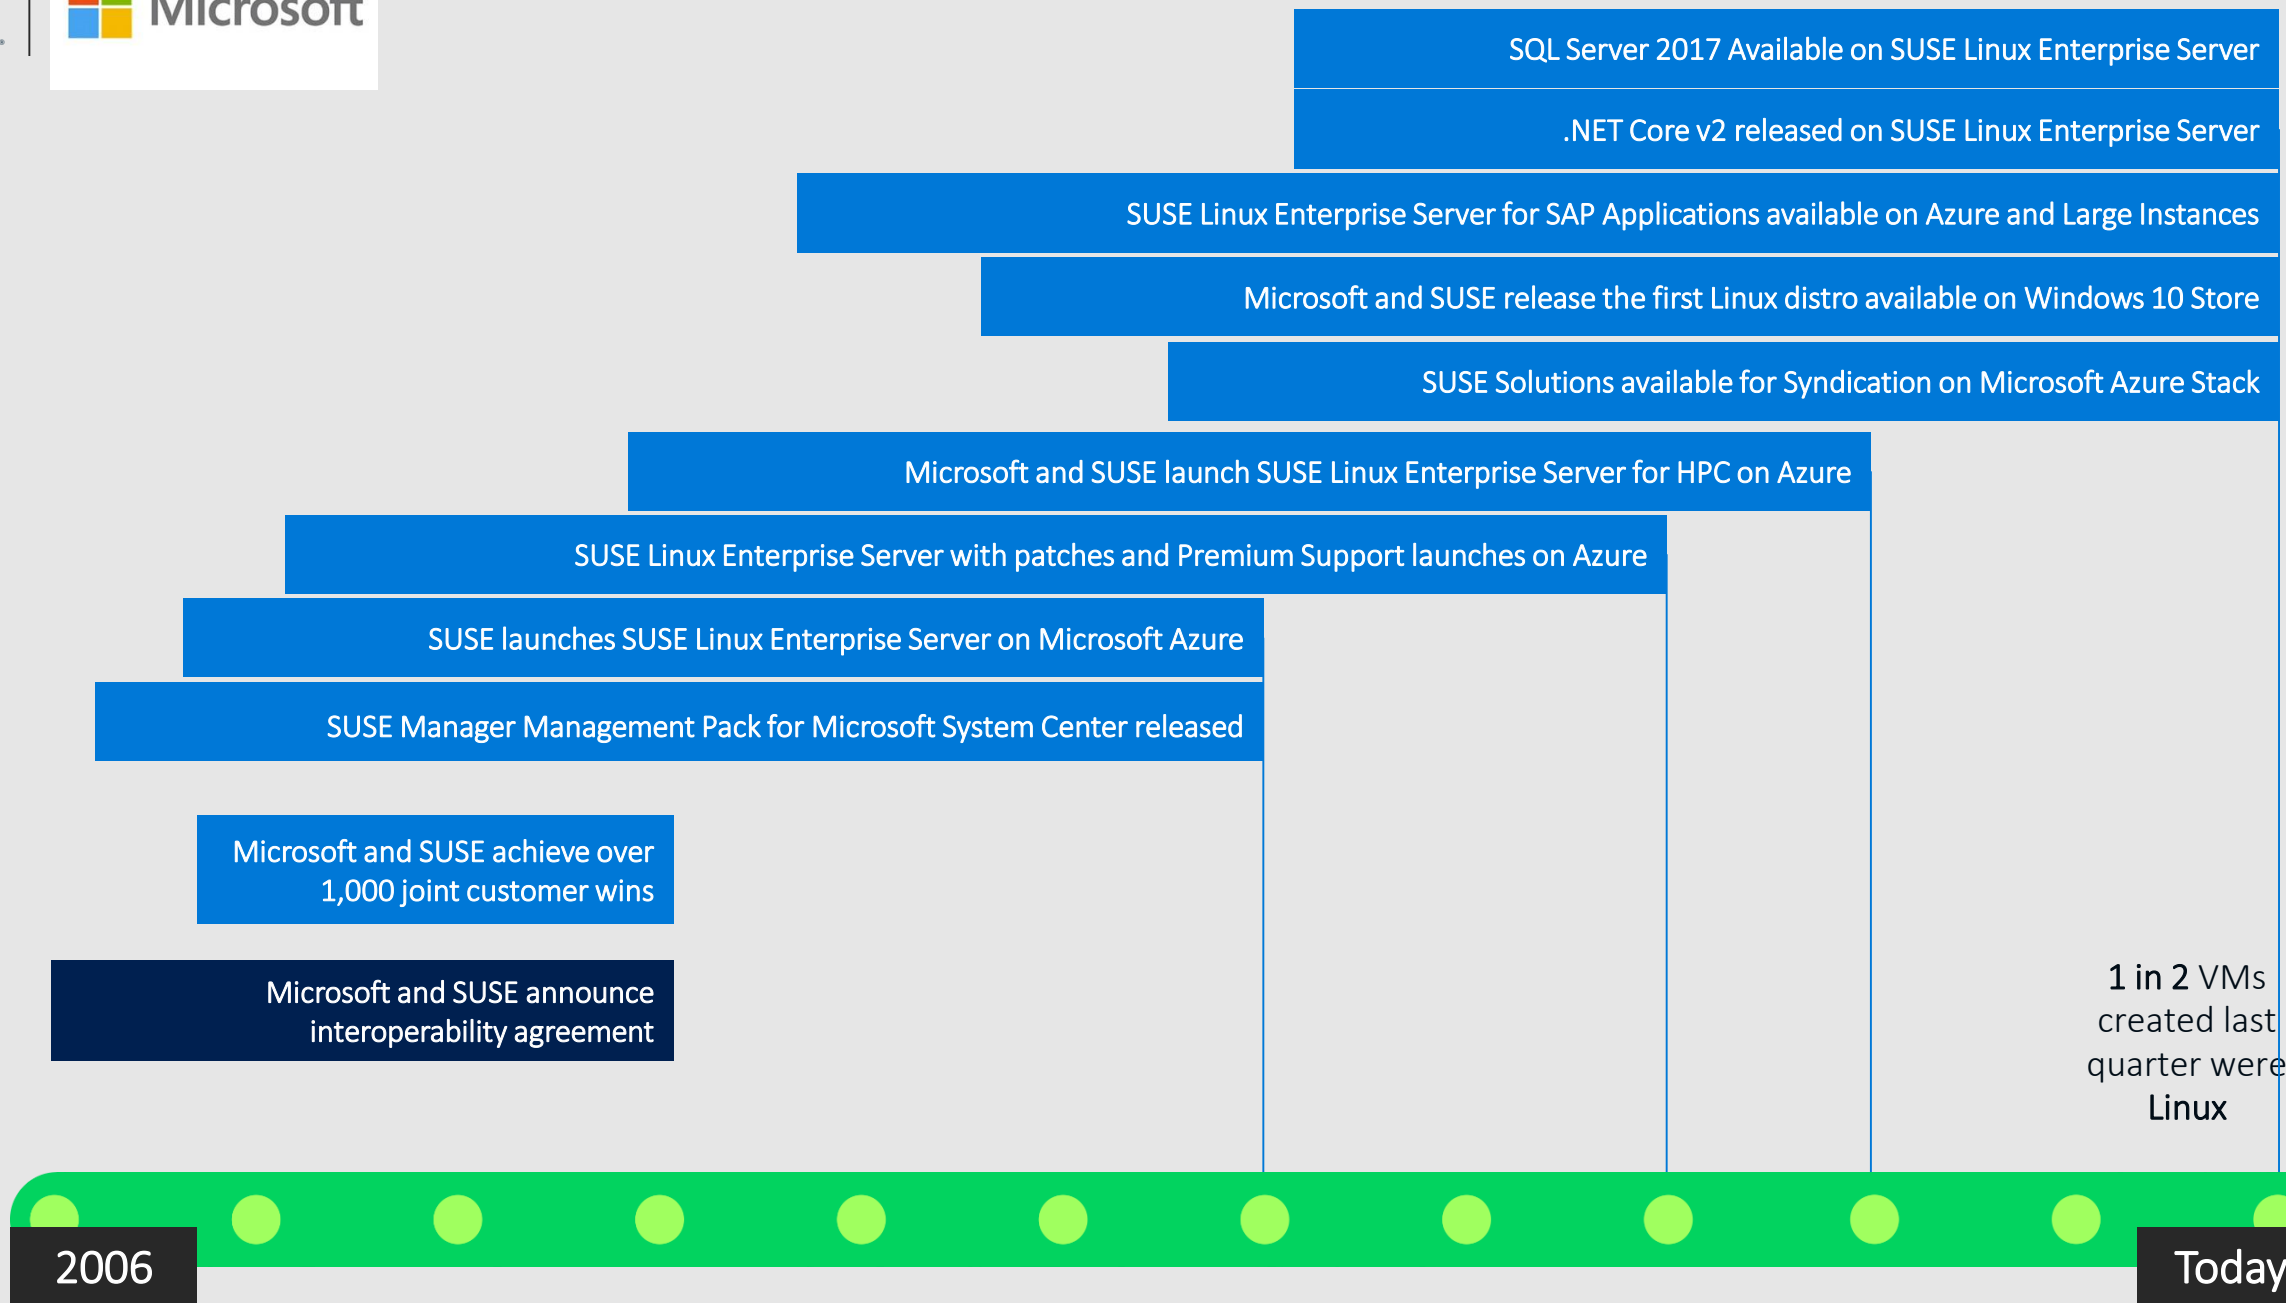 Microsoft
SQL Server 2017 Available on SUSE Linux Enterprise Server
.NET Core v2 released on SUSE Linux Enterprise Server
SUSE Linux Enterprise Server for SAP Applications available on Azure and Large Instances
Microsoft and SUSE release the first Linux distro available on Windows 10 Store
SUSE Solutions available for Syndication on Microsoft Azure Stack
Microsoft and SUSE launch SUSE Linux Enterprise Server for HPC on Azure
SUSE Linux Enterprise Server with patches and Premium Support launches on Azure
SUSE launches SUSE Linux Enterprise Server on Microsoft Azure
SUSE Manager Management Pack for Microsoft System Center released
Microsoft and SUSE achieve over
1,000 joint customer wins
Microsoft and SUSE announce
interoperability agreement
1 in 2 VMs
created last
quarter were
Linux
2006
Today